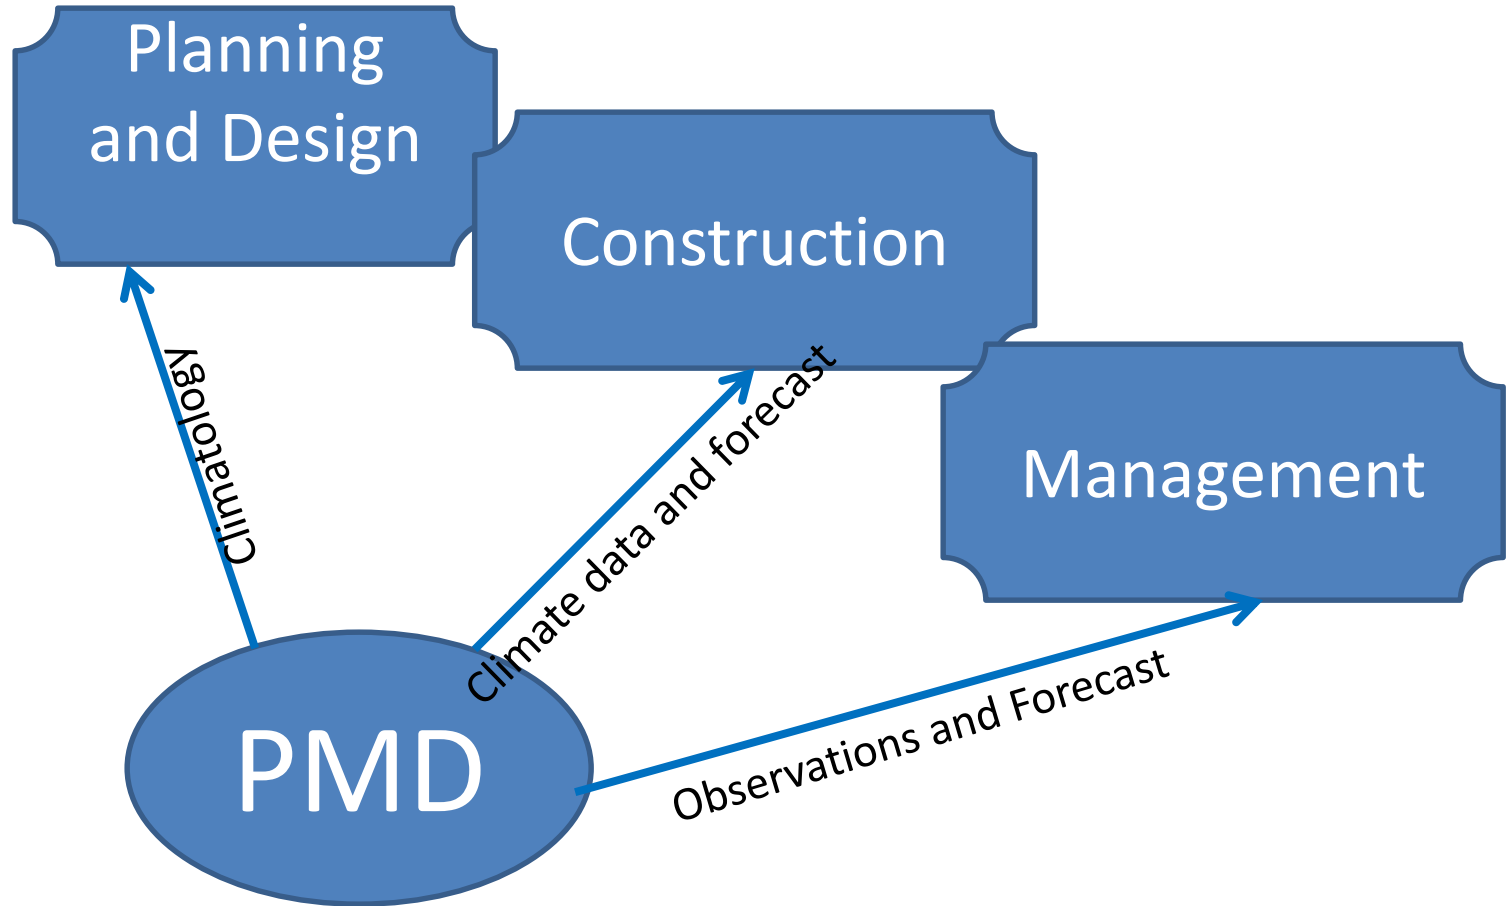 Planning
and Design
Construction
Management
Climatology
Climate data and forecast
Observations and Forecast
PMD